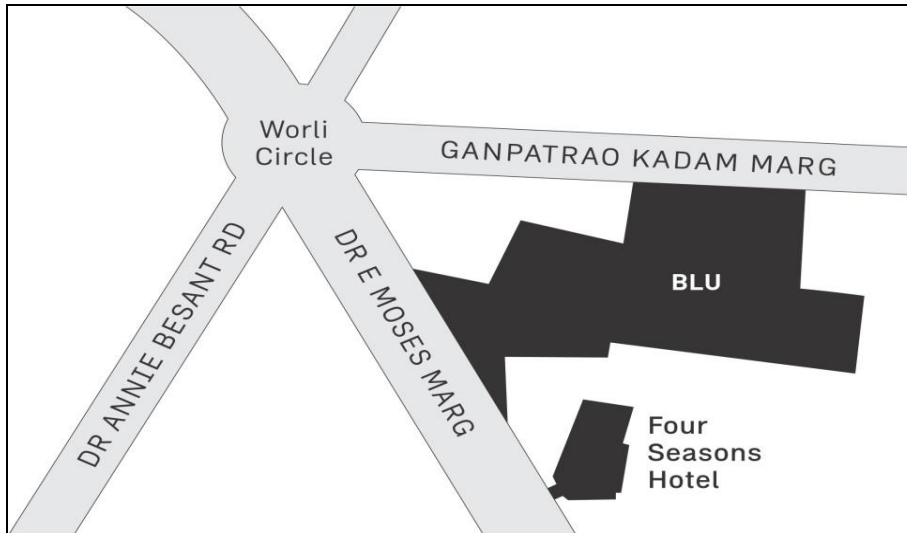 Worli
Circle
GANPATRAO KADAM MARG
DR ANNIE BESANT RD
DR E MOSES MARG
BLU
Four
Seasons
Hotel